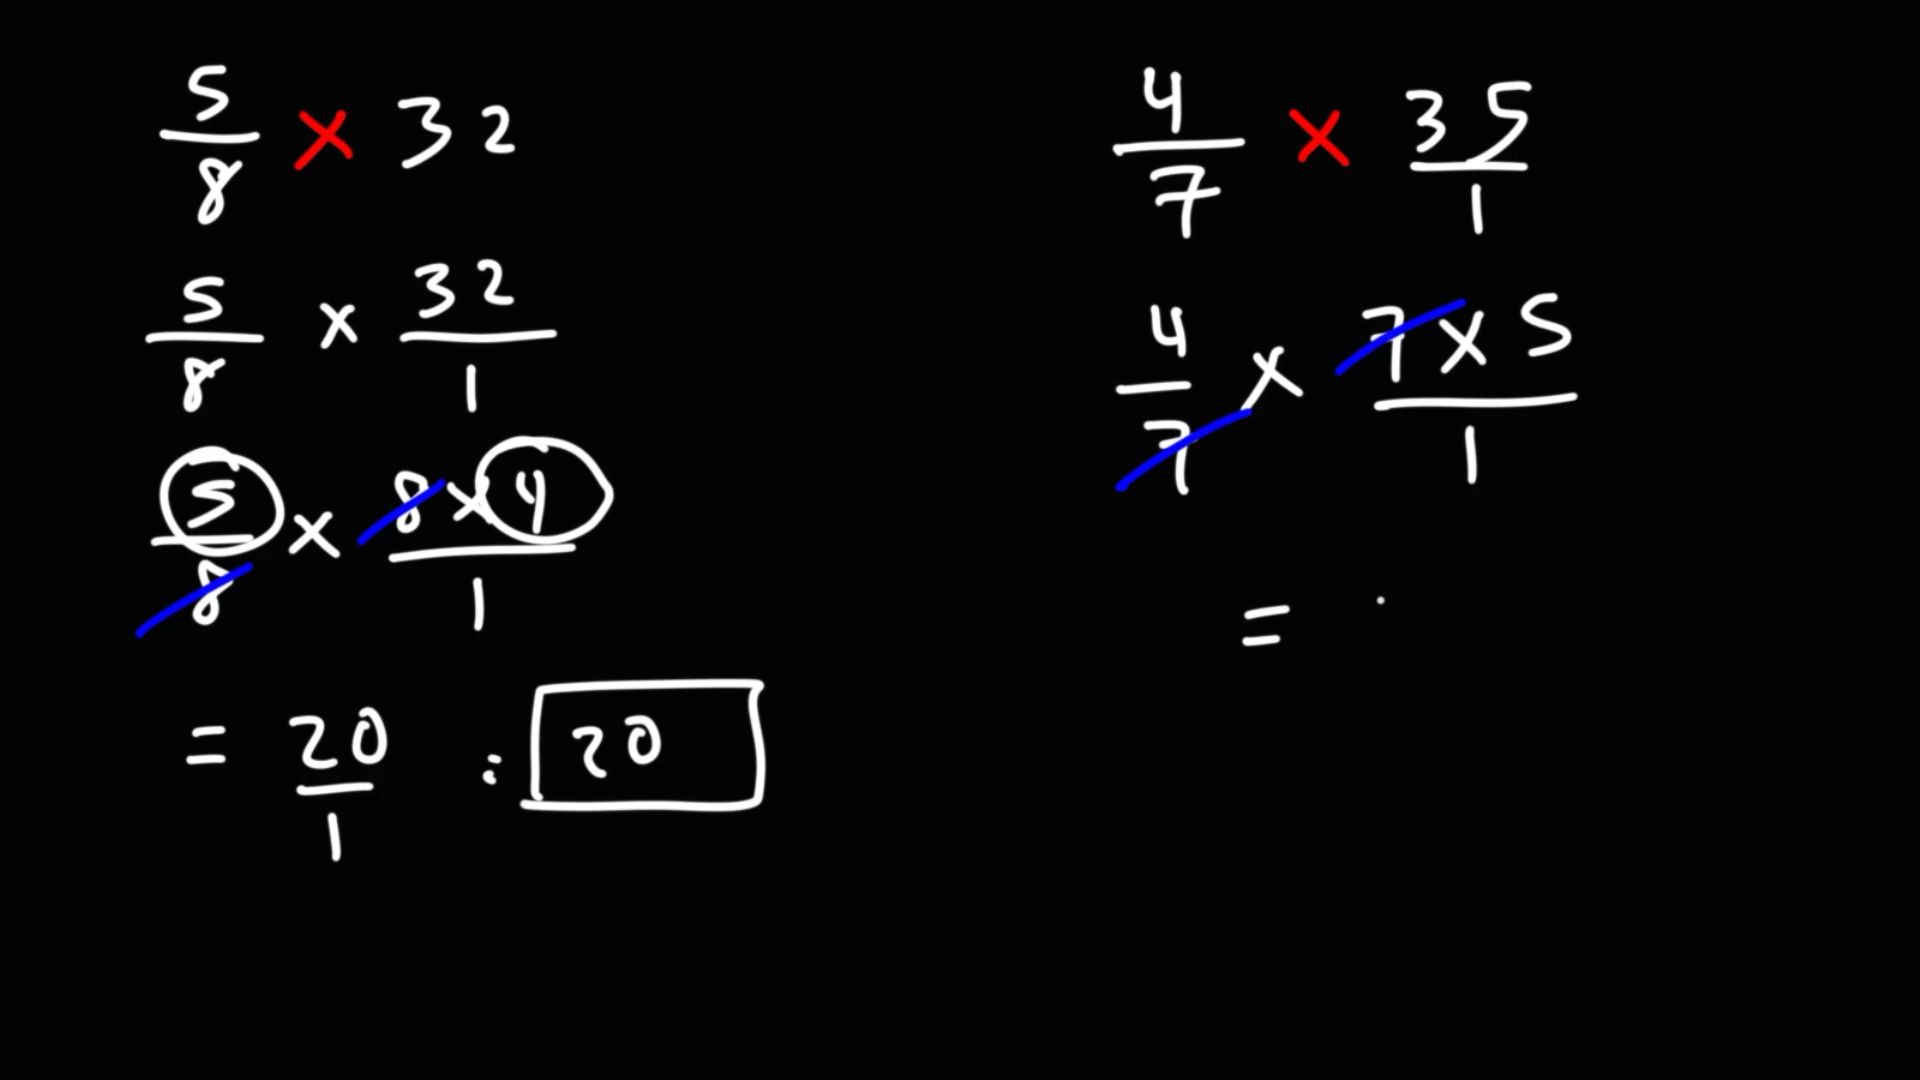 5/8 × 32
5/8 × 32/1
5/8 × 8×4/1
= 20/1 = 20
4/7 × 35/1
4/7 × 7×5/1
=